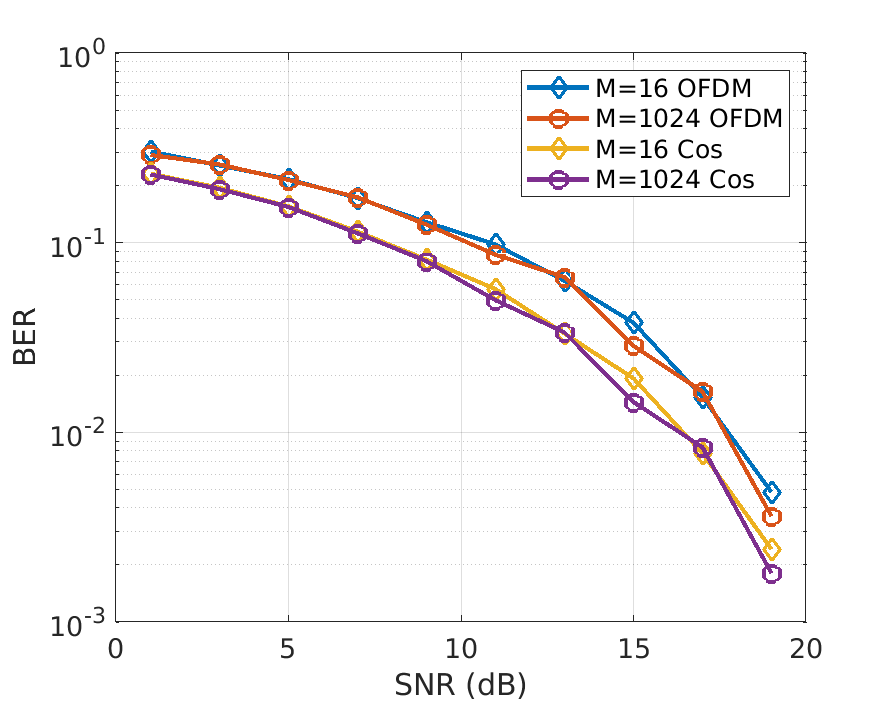 10^0
10^-1
10^-2
10^-3
BER
0
5
10
15
20
SNR (dB)
M=16 OFDM
M=1024 OFDM
M=16 Cos
M=1024 Cos